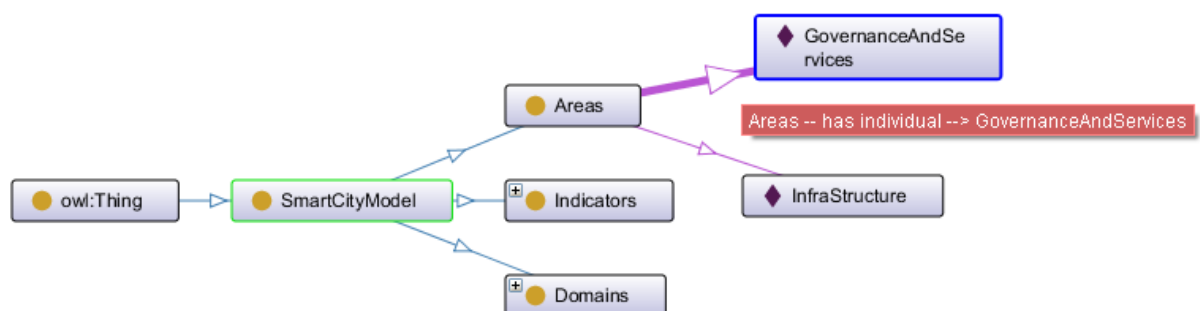 GovernanceAndSe
rvices
Areas
Areas -- has individual --> GovernanceAndServices
owl:Thing
SmartCityModel
Indicators
InfraStructure
Domains